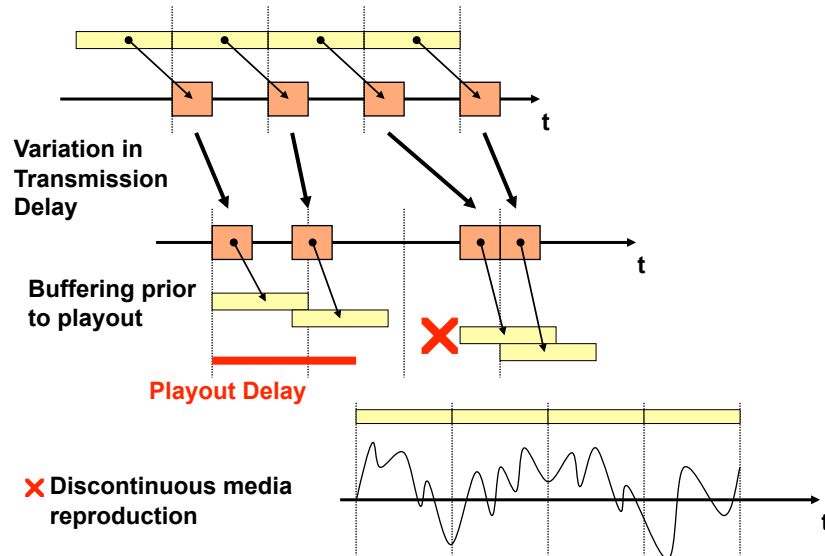 t
Variation in
Transmission
Delay
t
Buffering prior
to playout
Playout Delay
Discontinuous media
reproduction
t